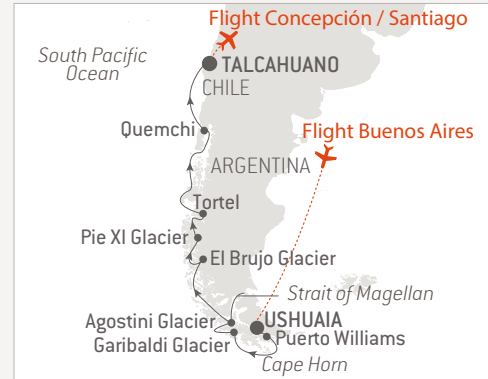 Flight Concepción / Santiago
South Pacific
Ocean
TALCAHUANO
CHILE
Quemchi
Flight Buenos Aires
ARGENTINA
Tortel
Pie XI Glacier
El Brujo Glacier
Strait of Magellan
Agostini Glacier
USHUAIA
Garibaldi Glacier
Puerto Williams
Cape Horn